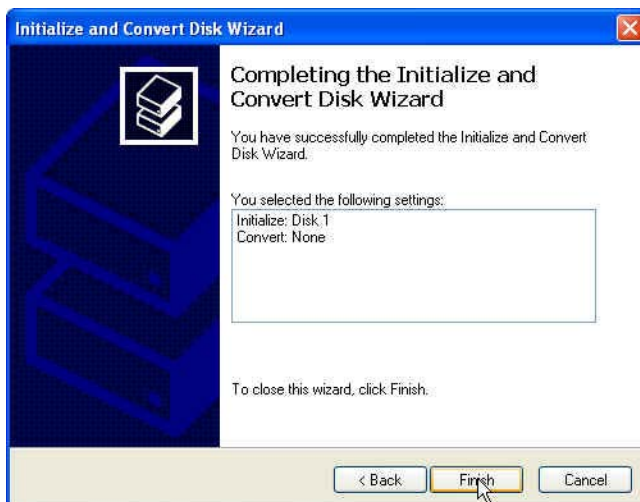 Initialize and Convert Disk Wizard
Completing the Initialize and
Convert Disk Wizard
You have successfully completed the Initialize and Convert
Disk Wizard.
You selected the following settings:
Initialize: Disk 1
Convert: None
To close this wizard, click Finish.
< Back
Finish
Cancel